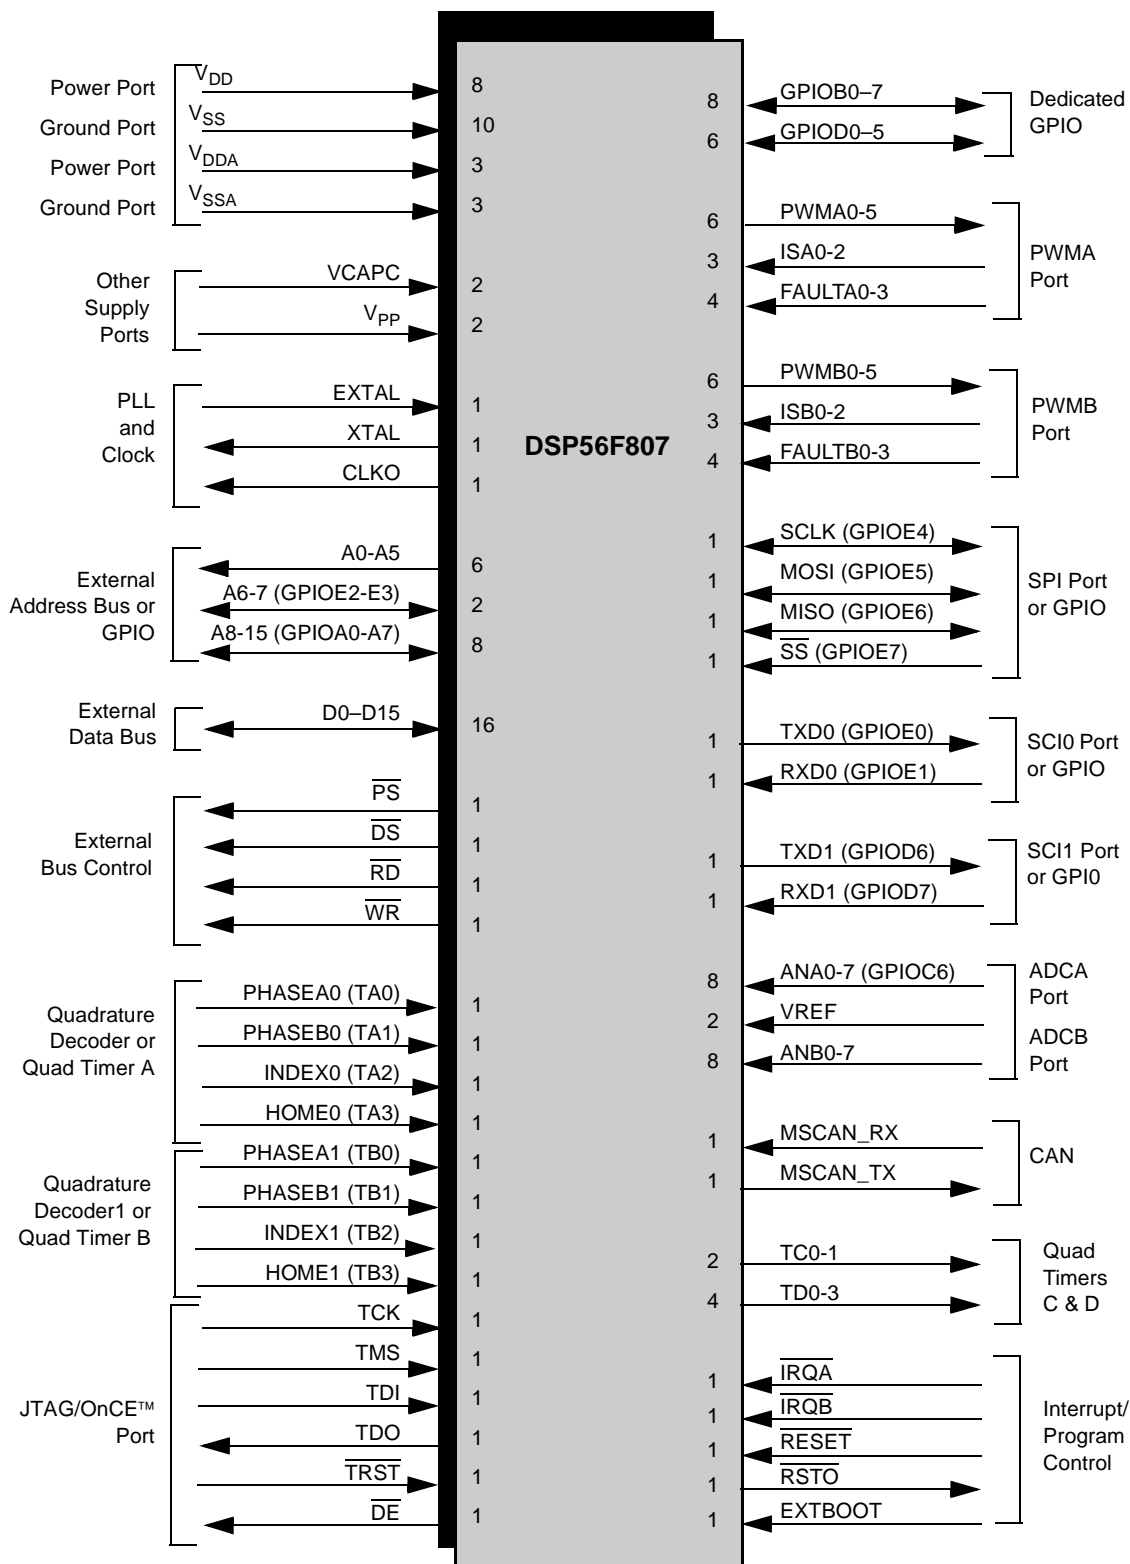 DSP56F807
Power Port
VDD
8
Ground Port
VSS
10
Power Port
VDDA
3
Ground Port
VSSA
3
Other
Supply
Ports
VCAPC
2
VPP
2
PLL
and
Clock
EXTAL
1
XTAL
1
CLKO
1
External
Address Bus or
GPIO
A0-A5
6
A6-7 (GPIOE2-E3)
2
A8-15 (GPIOA0-A7)
8
External
Data Bus
D0–D15
16
External
Bus Control
PS
1
DS
1
RD
1
WR
1
Quadrature
Decoder or
Quad Timer A
PHASEA0 (TA0)
1
PHASEB0 (TA1)
1
INDEX0 (TA2)
1
HOME0 (TA3)
1
Quadrature
Decoder1 or
Quad Timer B
PHASEA1 (TB0)
1
PHASEB1 (TB1)
1
INDEX1 (TB2)
1
HOME1 (TB3)
1
JTAG/OnCE™
Port
TCK
1
TMS
1
TDI
1
TDO
1
TRST
1
DE
1
8
GPIOB0–7
6
GPIOD0–5
Dedicated
GPIO
6
PWMA0-5
3
ISA0-2
4
FAULTA0-3
PWMA
Port
6
PWMB0-5
3
ISB0-2
4
FAULTB0-3
PWMB
Port
1
SCLK (GPIOE4)
1
MOSI (GPIOE5)
1
MISO (GPIOE6)
1
SS (GPIOE7)
SPI Port
or GPIO
1
TXD0 (GPIOE0)
1
RXD0 (GPIOE1)
SCI0 Port
or GPIO
1
TXD1 (GPIOD6)
1
RXD1 (GPIOD7)
SCI1 Port
or GPI0
8
ANA0-7 (GPIOC6)
2
VREF
8
ANB0-7
ADCA
Port
ADCB
Port
1
MSCAN_RX
1
MSCAN_TX
CAN
2
TC0-1
4
TD0-3
Quad
Timers
C & D
1
IRQA
1
IRQB
1
RESET
1
RSTO
1
EXTBOOT
Interrupt/
Program
Control